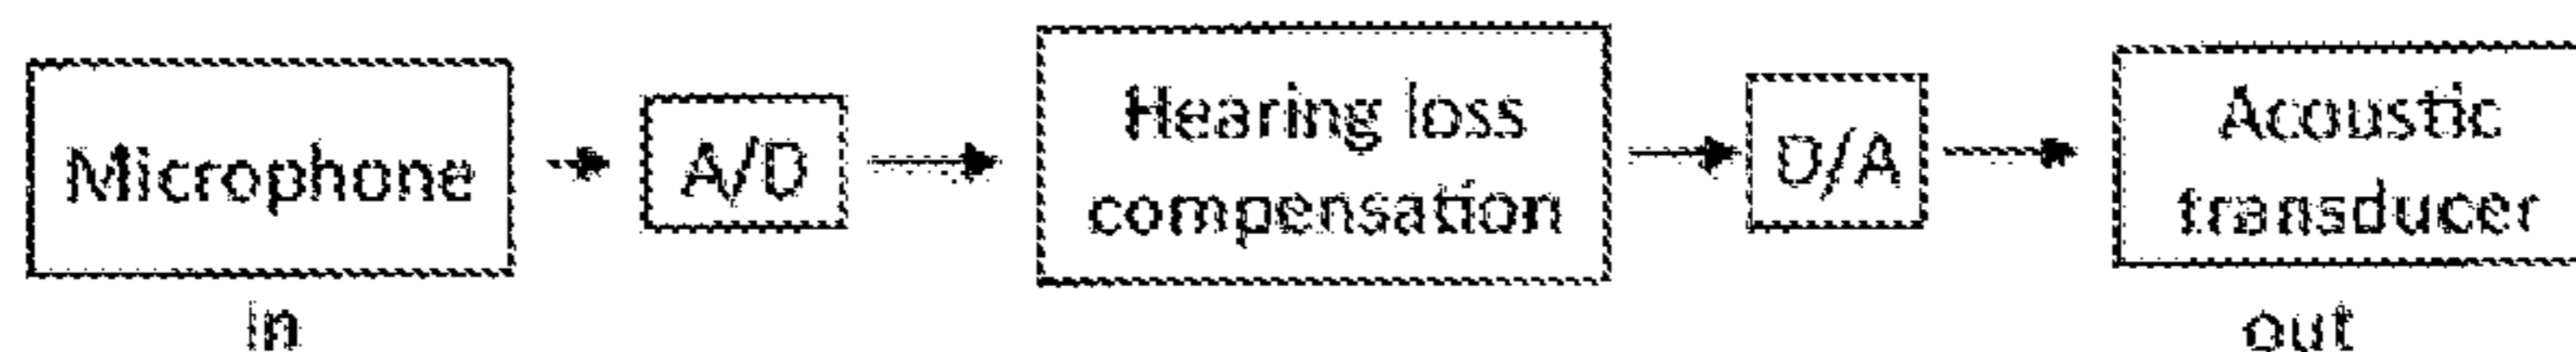 Microphone
A/D
Hearing loss
compensation
D/A
Acoustic
transducer
in
out